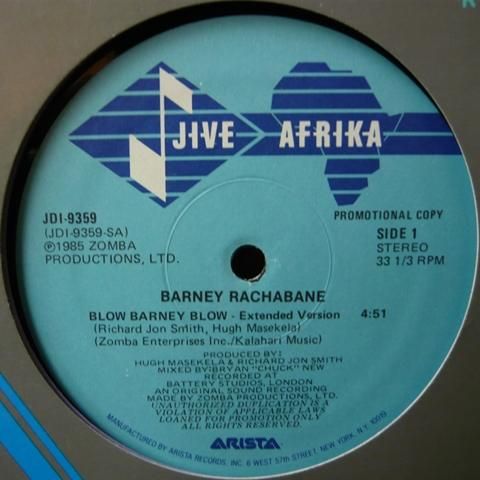 JIVE AFRIKA
JDI-9359
(JDI-9359-SA)
℗1985 ZOMBA
PRODUCTIONS, LTD.
PROMOTIONAL COPY
SIDE 1
STEREO
33 1/3 RPM
BARNEY RACHABANE
BLOW BARNEY BLOW - Extended Version 4:51
(Richard Jon Smith, Hugh Masekela)
(Zomba Enterprises Inc./Kalahari Music)
PRODUCED BY:
HUGH MASEKELA & RICHARD JON SMITH
MIXED BY: BRYAN "CHUCK" NEW
RECORDED AT
BATTERY STUDIOS, LONDON
AN ORIGINAL SOUND RECORDING
MADE BY ZOMBA PRODUCTIONS, LTD.
UNAUTHORIZED DUPLICATION IS A
VIOLATION OF APPLICABLE LAWS
LOANED FOR PROMOTION ONLY
ALL RIGHTS RESERVED.
ARISTA
MANUFACTURED BY ARISTA RECORDS, INC. 6 WEST 57th STREET, NEW YORK, N.Y. 10019